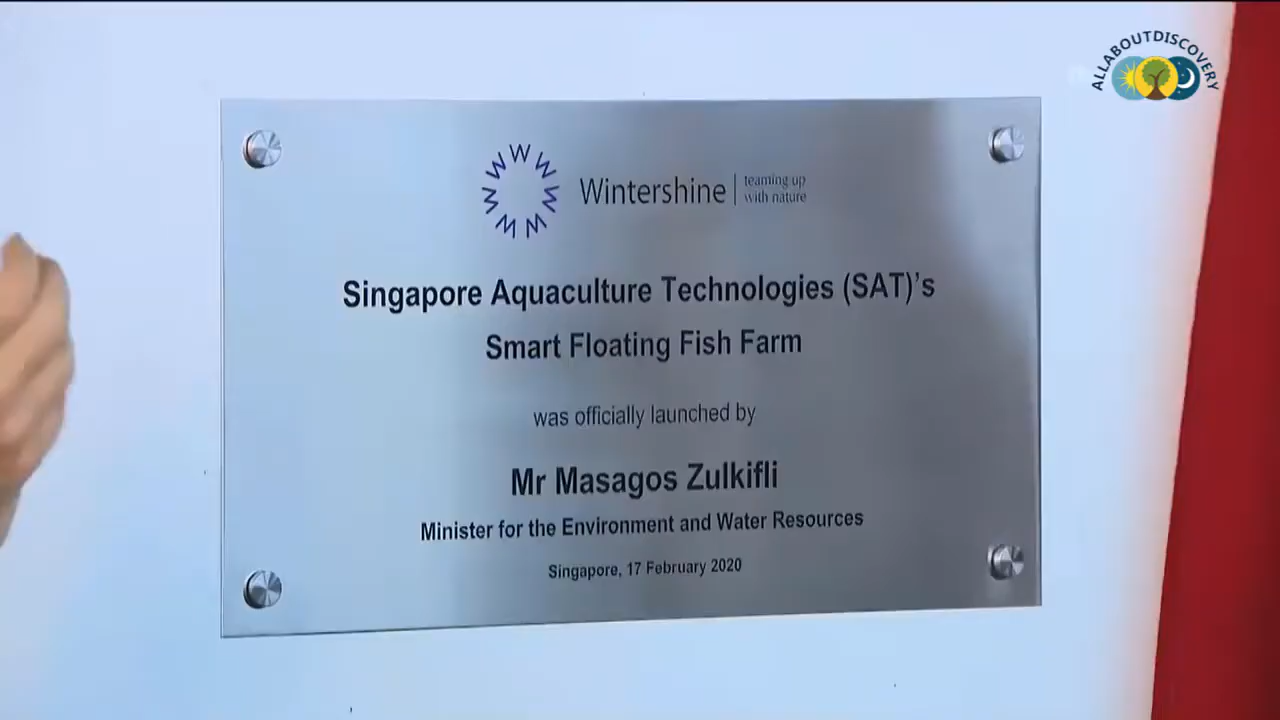 ALLABOUTDISCOVERY
Wintershine
teaming up
with nature
Singapore Aquaculture Technologies (SAT)'s
Smart Floating Fish Farm
was officially launched by
Mr Masagos Zulkifli
Minister for the Environment and Water Resources
Singapore, 17 February 2020